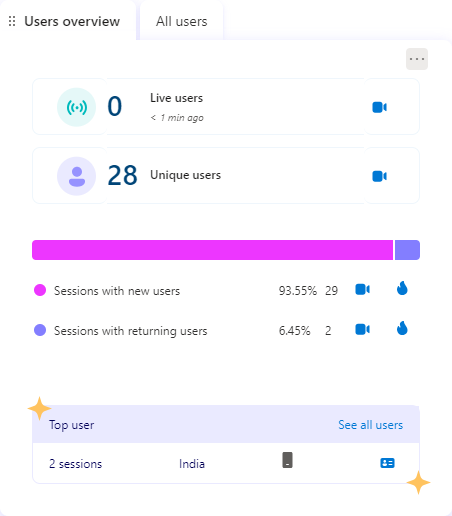 Users overview All users
0 Live users
< 1 min ago
28 Unique users
Sessions with new users 93.55% 29
Sessions with returning users 6.45% 2
Top user See all users
2 sessions India